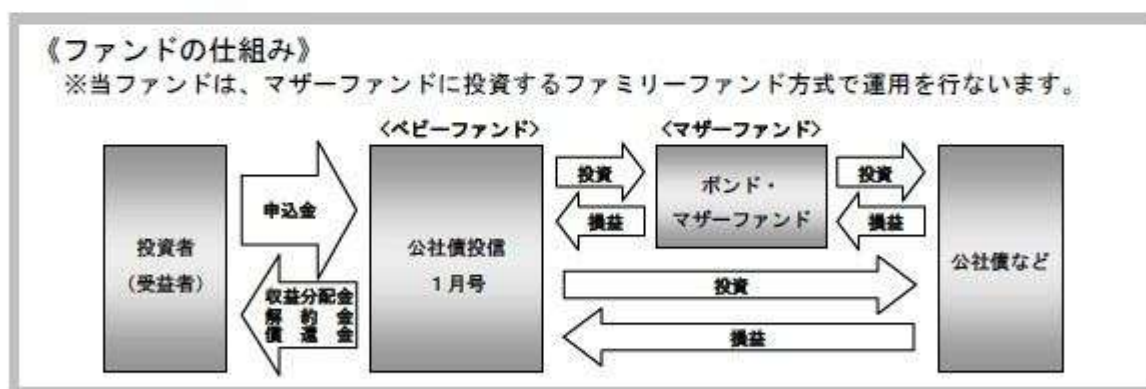 《ファンドの仕組み》
※当ファンドは、マザーファンドに投資するファミリーファンド方式で運用を行ないます。
〈ベビーファンド〉
〈マザーファンド〉
投資者
(受益者)
申込金
収益分配金
解約金
償還金
公社債投信
1月号
投資
損益
ボンド・
マザーファンド
投資
損益
投資
損益
公社債など